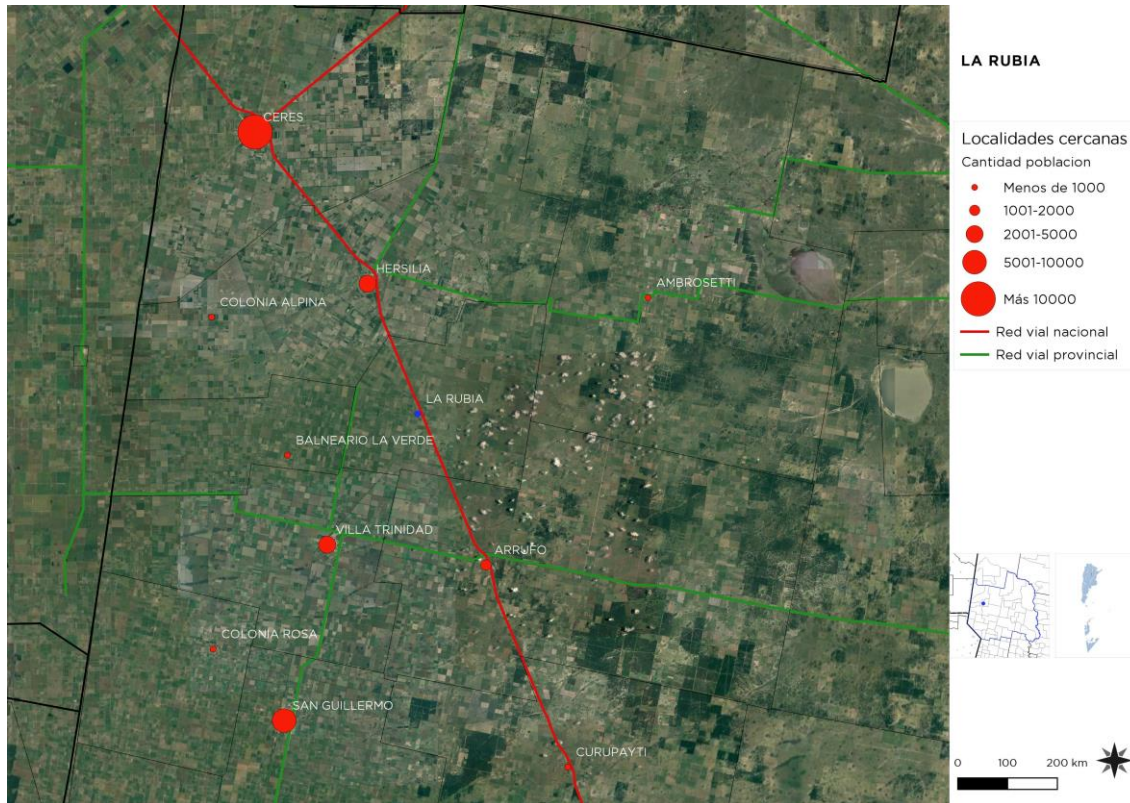 LA RUBIA
Localidades cercanas
Cantidad poblacion
Menos de 1000
1001-2000
2001-5000
5001-10000
Más 10000
Red vial nacional
Red vial provincial
CERES
HERSILIA
AMBROSETTI
COLONIA ALPINA
LA RUBIA
BALNEARIO LA VERDE
VILLA TRINIDAD
ARRUFO
COLONIA ROSA
SAN GUILLERMO
CURUPAYTI
0 100 200 km